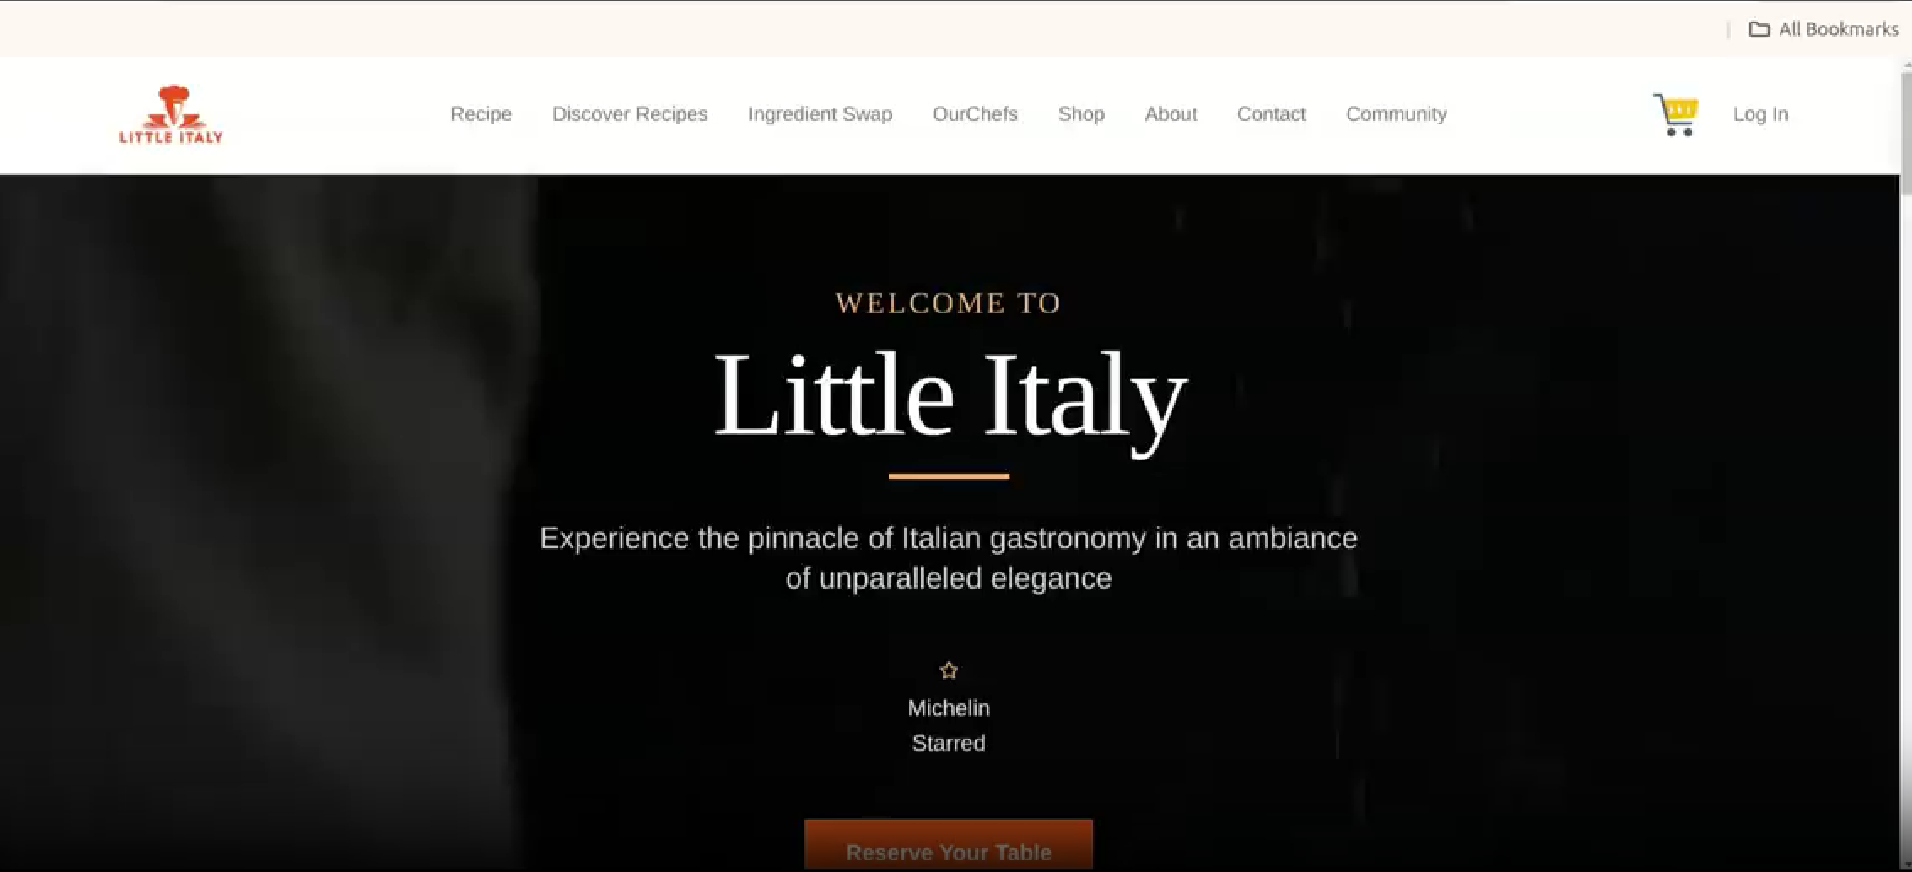 All Bookmarks
LITTLE ITALY
Recipe Discover Recipes Ingredient Swap OurChefs Shop About Contact Community Log In
WELCOME TO
Little Italy
Experience the pinnacle of Italian gastronomy in an ambiance
of unparalleled elegance
Michelin
Starred
Reserve Your Table